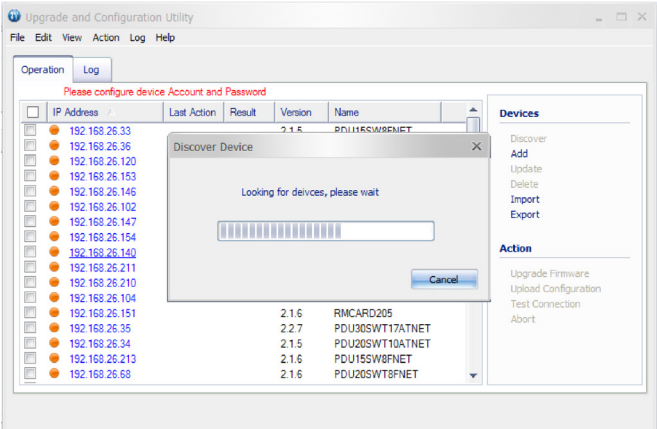 Upgrade and Configuration Utility
File Edit View Action Log Help
Operation Log
Please configure device Account and Password
IP Address Last Action Result Version Name
192.168.26.33 2.1.5 PDU15SW8FNET
192.168.26.36
192.168.26.120
192.168.26.153
192.168.26.146
192.168.26.102
192.168.26.147
192.168.26.154
192.168.26.140
192.168.26.211
192.168.26.210
192.168.26.104
192.168.26.151 2.1.6 RMCARD205
192.168.26.35 2.2.7 PDU30SWT17ATNET
192.168.26.34 2.1.5 PDU20SWT10ATNET
192.168.26.213 2.1.6 PDU15SW8FNET
192.168.26.68 2.1.6 PDU20SWT8FNET
Discover Device
Looking for deivces, please wait
Cancel
Devices
Discover
Add
Update
Delete
Import
Export
Action
Upgrade Firmware
Upload Configuration
Test Connection
Abort